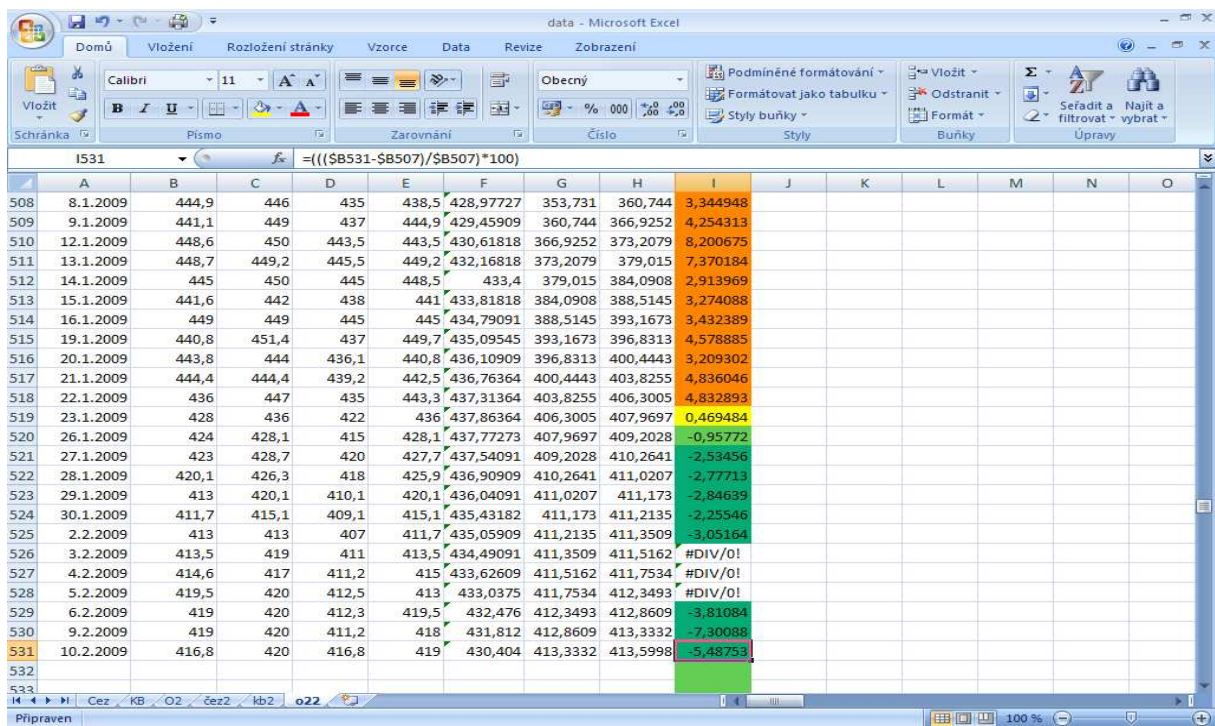 data - Microsoft Excel
Domů Vložení Rozložení stránky Vzorce Data Revize Zobrazení
Vložit
Schránka
Calibri 11 A A
B I U A
Písmo
Zarovnání
Obecný
% 000 ,00 ,0 ,0 ,00
Číslo
Podmíněné formátování
Formátovat jako tabulku
Styly buňky
Styly
Vložit
Odstranit
Formát
Buňky
Σ
Seřadit a filtrovat
Najít a vybrat
Úpravy
I531 fx =((($B531-$B507)/$B507)*100)
A B C D E F G H I J K L M N O
508 8.1.2009 444,9 446 435 438,5 428,97727 353,731 360,744 3,344948
509 9.1.2009 441,1 449 437 444,9 429,45909 360,744 366,9252 4,254313
510 12.1.2009 448,6 450 443,5 443,5 430,61818 366,9252 373,2079 8,200675
511 13.1.2009 448,7 449,2 445,5 449,2 432,16818 373,2079 379,015 7,370184
512 14.1.2009 445 450 445 448,5 433,4 379,015 384,0908 2,913969
513 15.1.2009 441,6 442 438 441 433,81818 384,0908 388,5145 3,274088
514 16.1.2009 449 449 445 445 434,79091 388,5145 393,1673 3,432389
515 19.1.2009 440,8 451,4 437 449,7 435,09545 393,1673 396,8313 4,578885
516 20.1.2009 443,8 444 436,1 440,8 436,10909 396,8313 400,4443 3,209302
517 21.1.2009 444,4 444,4 439,2 442,5 436,76364 400,4443 403,8255 4,836046
518 22.1.2009 436 447 435 443,3 437,31364 403,8255 406,3005 4,832893
519 23.1.2009 428 436 422 436 437,86364 406,3005 407,9697 0,469484
520 26.1.2009 424 428,1 415 428,1 437,77273 407,9697 409,2028 -0,95772
521 27.1.2009 423 428,7 420 427,7 437,54091 409,2028 410,2641 -2,53456
522 28.1.2009 420,1 426,3 418 425,9 436,90909 410,2641 411,0207 -2,77713
523 29.1.2009 413 420,1 410,1 420,1 436,04091 411,0207 411,173 -2,84639
524 30.1.2009 411,7 415,1 409,1 415,1 435,43182 411,173 411,2135 -2,25546
525 2.2.2009 413 413 407 411,7 435,05909 411,2135 411,3509 -3,05164
526 3.2.2009 413,5 419 411 413,5 434,49091 411,3509 411,5162 #DIV/0!
527 4.2.2009 414,6 417 411,2 415 433,62609 411,5162 411,7534 #DIV/0!
528 5.2.2009 419,5 420 412,5 413 433,0375 411,7534 412,3493 #DIV/0!
529 6.2.2009 419 420 412,3 419,5 432,476 412,3493 412,8609 -3,81084
530 9.2.2009 419 420 411,2 418 431,812 412,8609 413,3332 -7,30088
531 10.2.2009 416,8 420 416,8 419 430,404 413,3332 413,5998 -5,48753
532
533
Cez KB O2 čez2 kb2 o22
Připraven 100 %